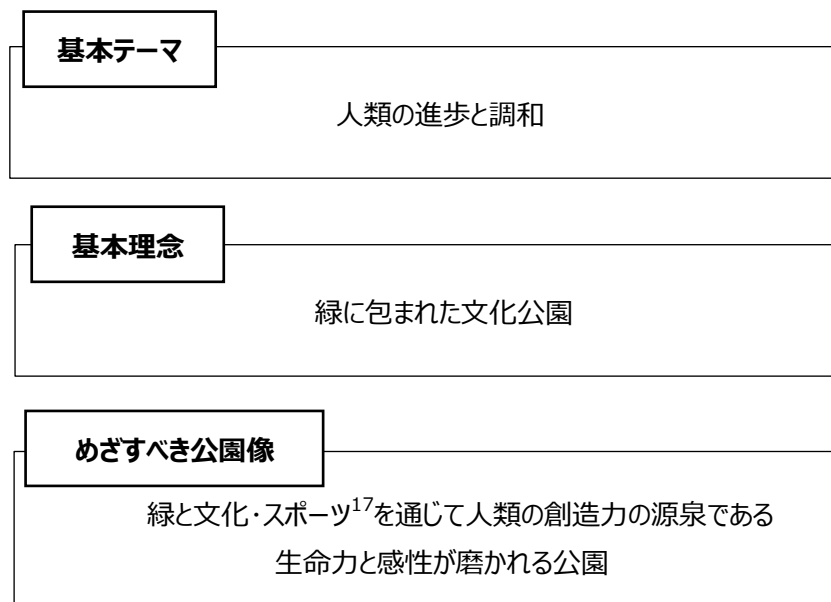 基本テーマ
人類の進歩と調和
基本理念
緑に包まれた文化公園
めざすべき公園像
緑と文化・スポーツ17を通じて人類の創造力の源泉である
生命力と感性が磨かれる公園